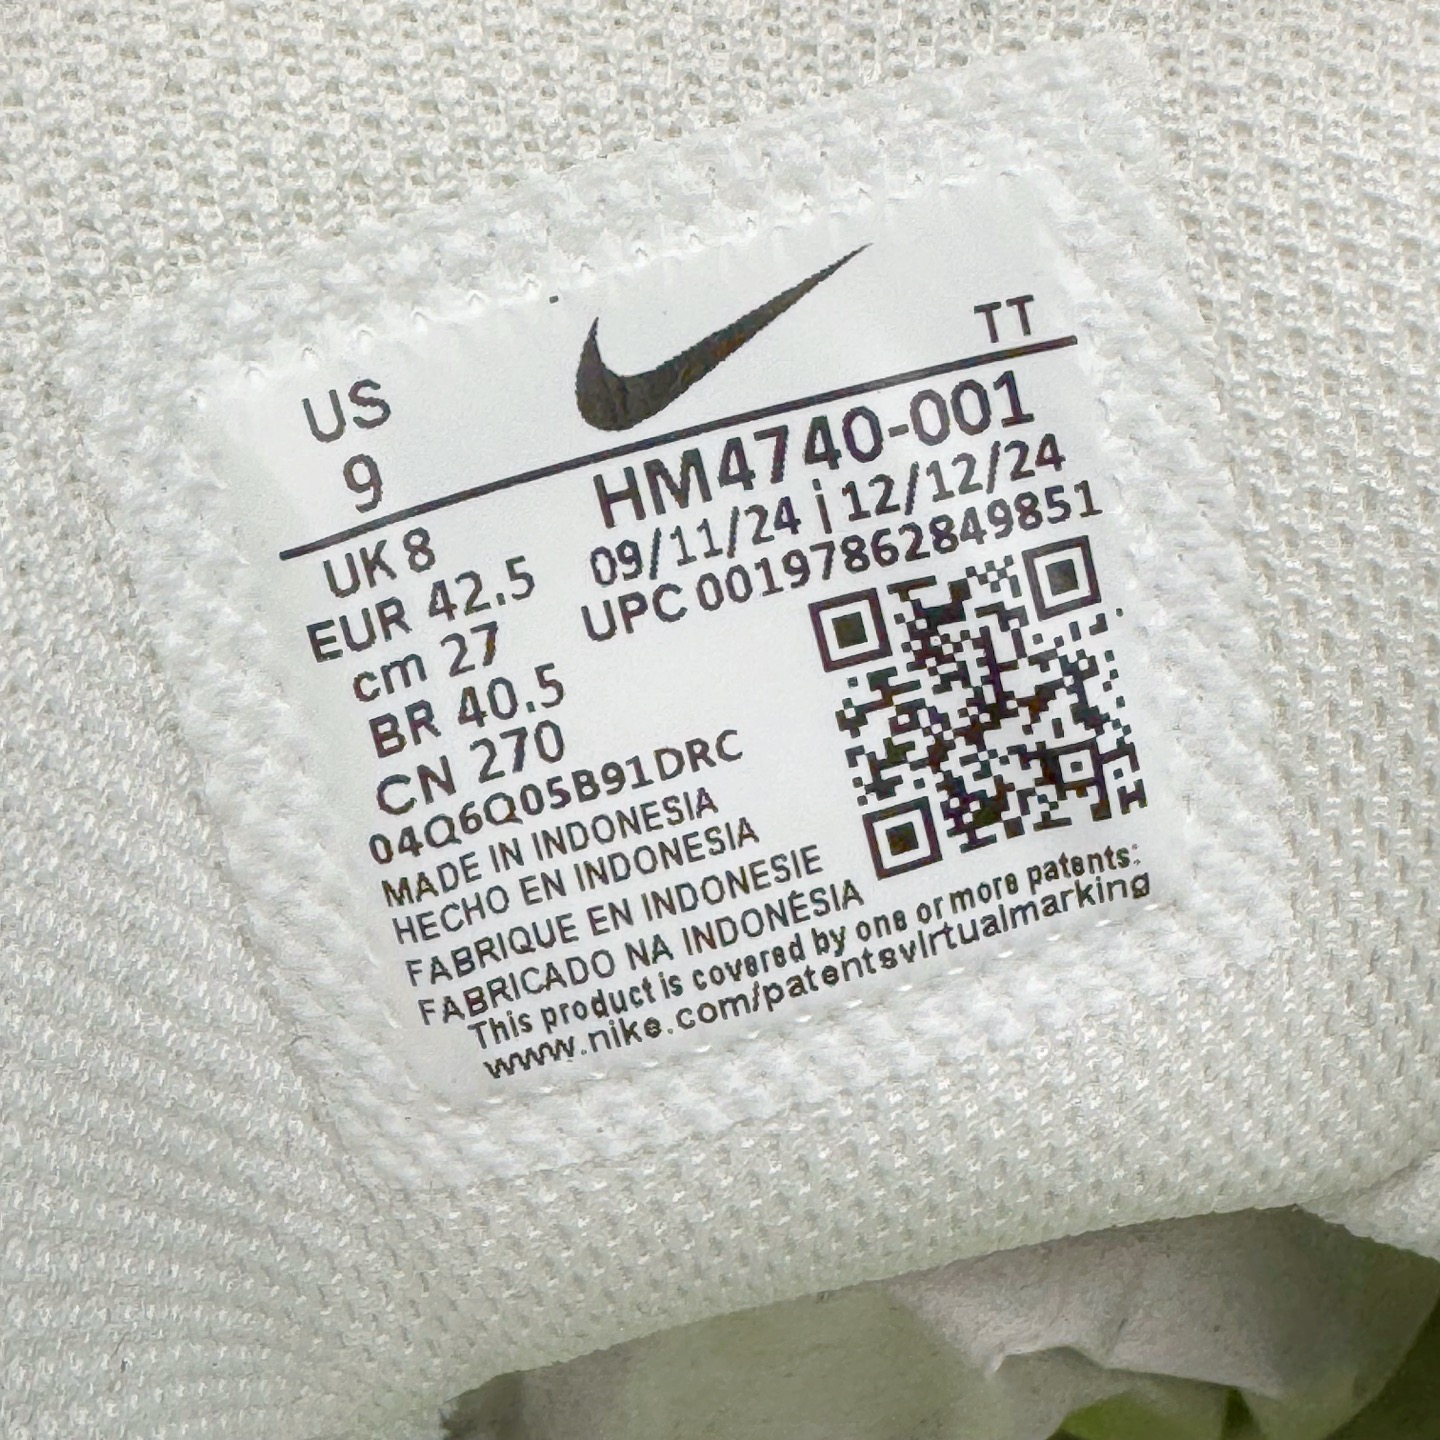 TT
US
9
HM4740-001
09/11/24 | 12/12/24
UPC 00197862849851
UK 8
EUR 42.5
cm 27
BR 40.5
CN 270
04Q6Q05B91DRC
MADE IN INDONESIA
HECHO EN INDONESIA
FABRIQUE EN INDONESIE
FABRICADO NA INDONÉSIA
This product is covered by one or more patents:
www.nike.com/patentsvirtualmarking
H